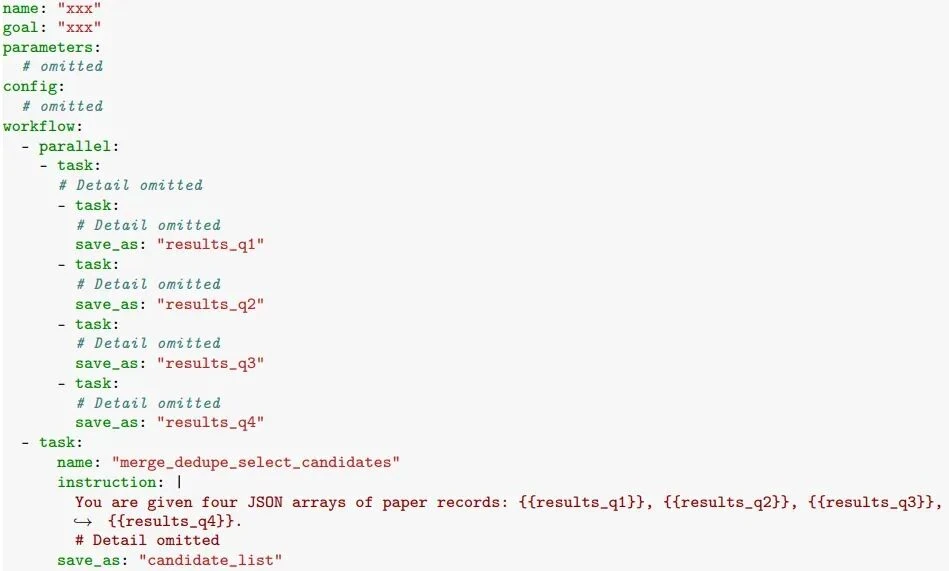 name: "xxx"
goal: "xxx"
parameters:
  # omitted
config:
  # omitted
workflow:
  - parallel:
    - task:
      # Detail omitted
      - task:
        # Detail omitted
        save_as: "results_q1"
      - task:
        # Detail omitted
        save_as: "results_q2"
      - task:
        # Detail omitted
        save_as: "results_q3"
      - task:
        # Detail omitted
        save_as: "results_q4"
  - task:
      name: "merge_dedupe_select_candidates"
      instruction: |
        You are given four JSON arrays of paper records: {{results_q1}}, {{results_q2}}, {{results_q3}},
        ↪ {{results_q4}}.
        # Detail omitted
      save_as: "candidate_list"